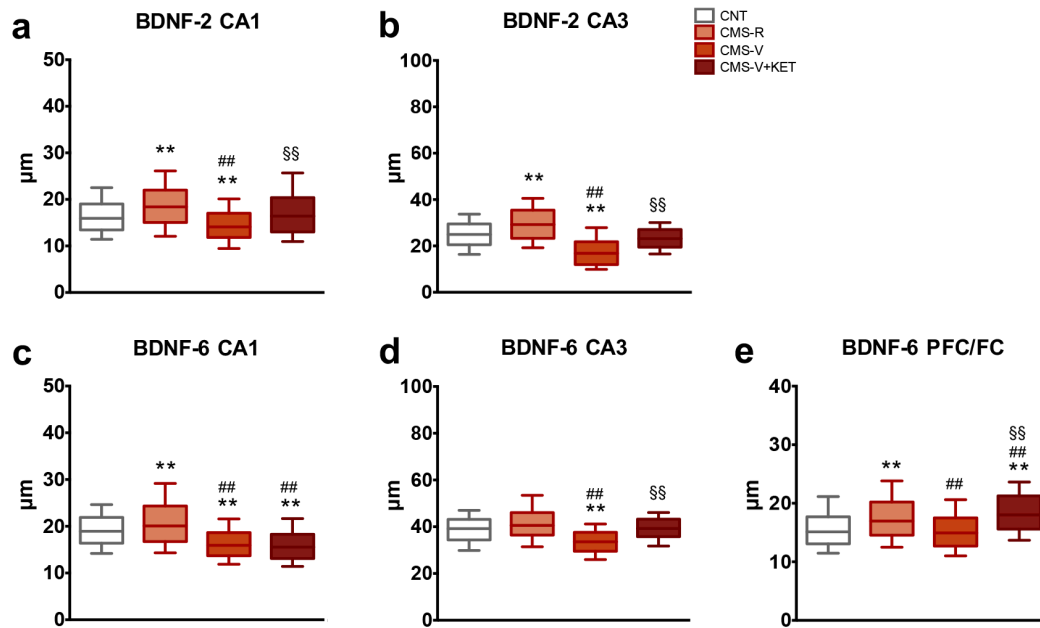 a
BDNF-2 CA1
50
40
30
20
10
0
µm
**
##
**
§§
b
BDNF-2 CA3
100
80
60
40
20
0
µm
**
##
**
§§
CNT
CMS-R
CMS-V
CMS-V+KET
c
BDNF-6 CA1
50
40
30
20
10
0
µm
**
##
**
##
**
d
BDNF-6 CA3
100
80
60
40
20
0
µm
##
**
§§
e
BDNF-6 PFC/FC
40
30
20
10
0
µm
**
##
§§
##
**